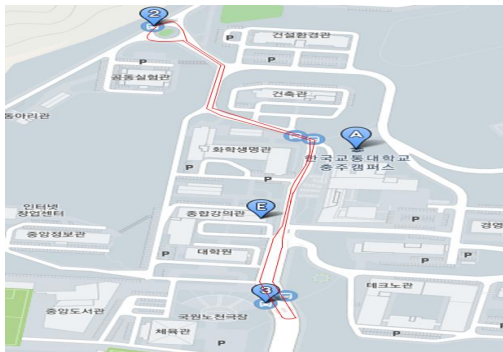 2
건설환경관
P
P
공동실험관
P
P
건축관
동아리관
A
화학생명관
한국교통대학교
충주캠퍼스
P
인터넷
창업센터
종합강의관
E
P
경영
중앙정보관
대학원
P
P
P
3
테크노관
중앙도서관
국원노천극장
체육관
P
P